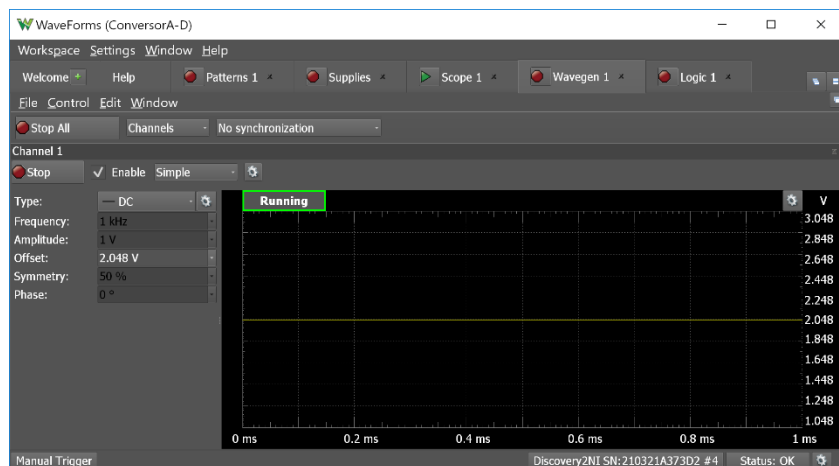 WaveForms (ConversorA-D)
Workspace Settings Window Help
Welcome Help Patterns 1 Supplies Scope 1 Wavegen 1 Logic 1
File Control Edit Window
Stop All Channels No synchronization
Channel 1
Stop Enable Simple
Type: DC Running V
Frequency: 1 kHz 3.048
Amplitude: 1 V 2.848
Offset: 2.048 V 2.648
Symmetry: 50 % 2.448
Phase: 0 ° 2.248
2.048
1.848
1.648
1.448
1.248
1.048
0 ms 0.2 ms 0.4 ms 0.6 ms 0.8 ms 1 ms
Manual Trigger Discovery2NI SN:210321A373D2 #4 Status: OK